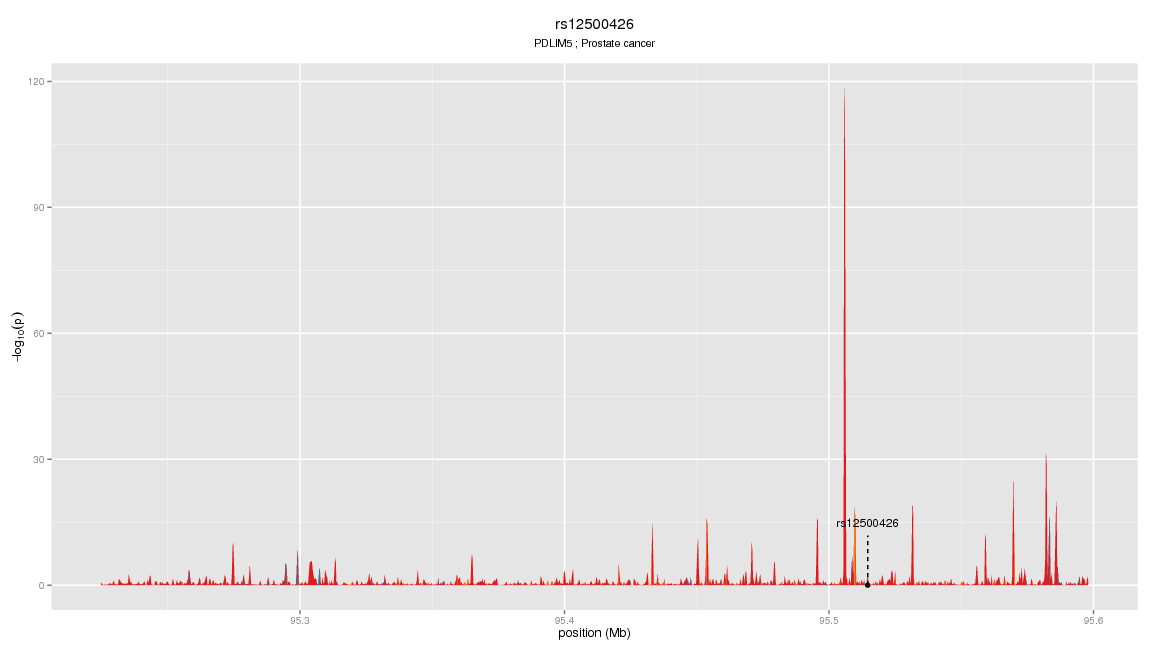 rs12500426
PDLIM5 ; Prostate cancer
120
90
60
30
0
−log10(p)
rs12500426
95.3
95.4
95.5
95.6
position (Mb)